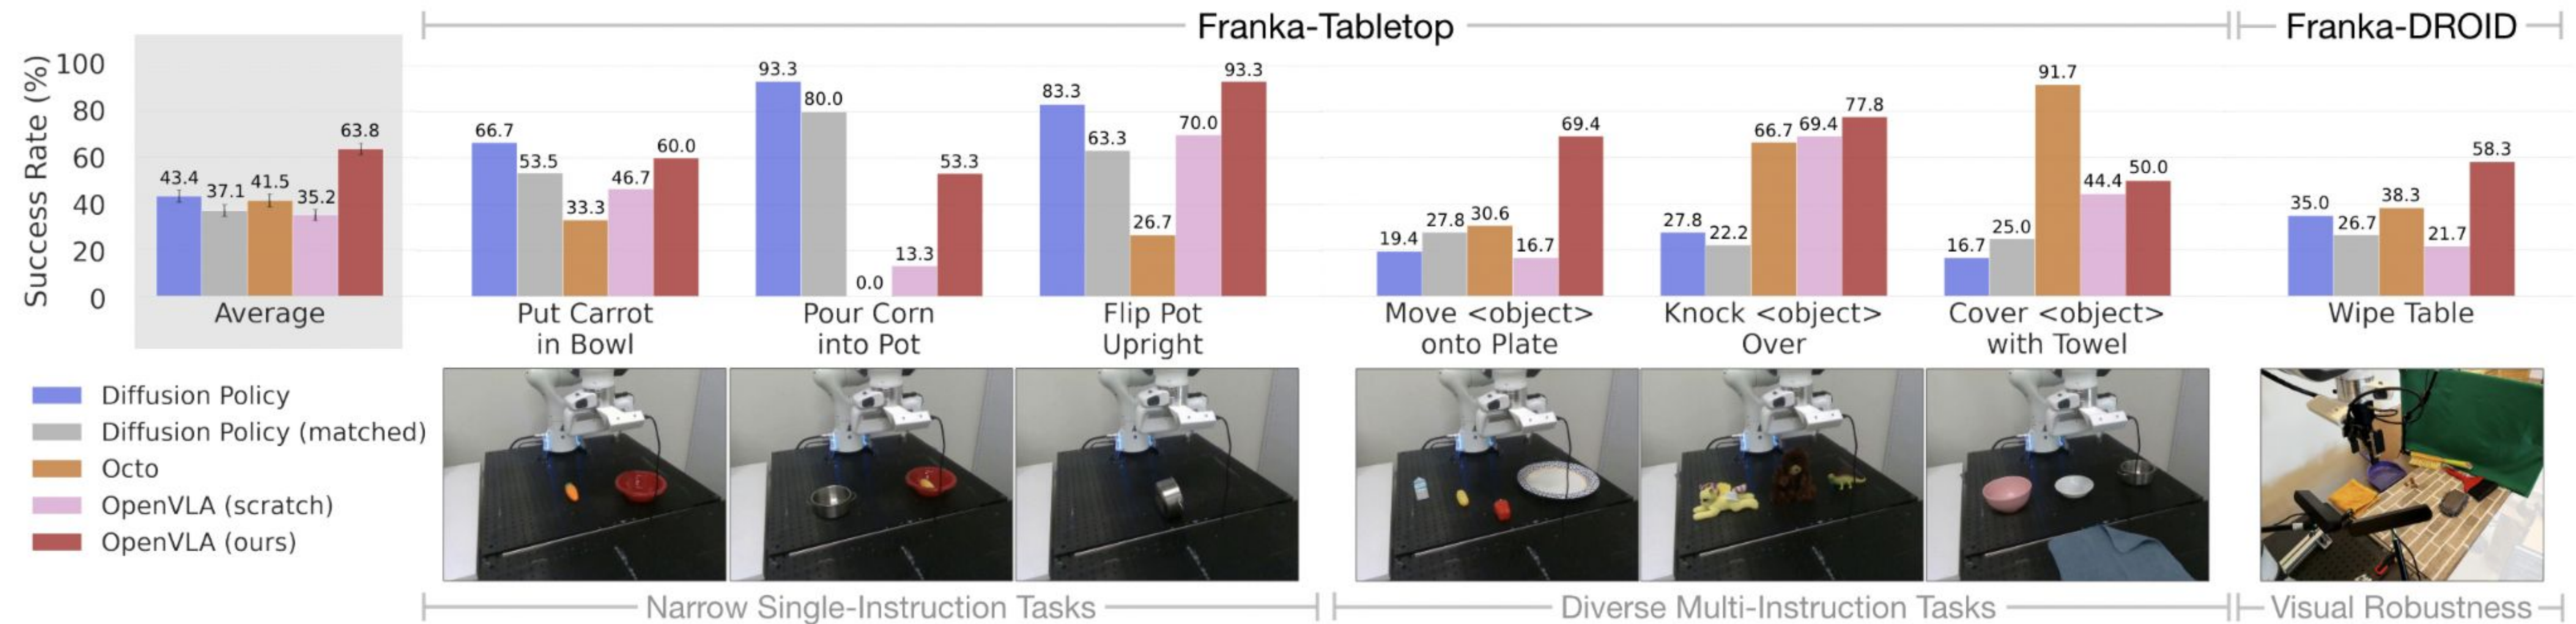 Franka-Tabletop
Franka-DROID
Success Rate (%)
100
80
60
40
20
0
43.4
37.1
41.5
35.2
63.8
Average
66.7
53.5
33.3
46.7
60.0
Put Carrot
in Bowl
93.3
80.0
0.0
13.3
53.3
Pour Corn
into Pot
83.3
63.3
26.7
70.0
93.3
Flip Pot
Upright
19.4
27.8
30.6
16.7
69.4
Move <object>
onto Plate
27.8
22.2
66.7
69.4
77.8
Knock <object>
Over
16.7
25.0
91.7
44.4
50.0
Cover <object>
with Towel
35.0
26.7
38.3
21.7
58.3
Wipe Table
Diffusion Policy
Diffusion Policy (matched)
Octo
OpenVLA (scratch)
OpenVLA (ours)
Narrow Single-Instruction Tasks
Diverse Multi-Instruction Tasks
Visual Robustness